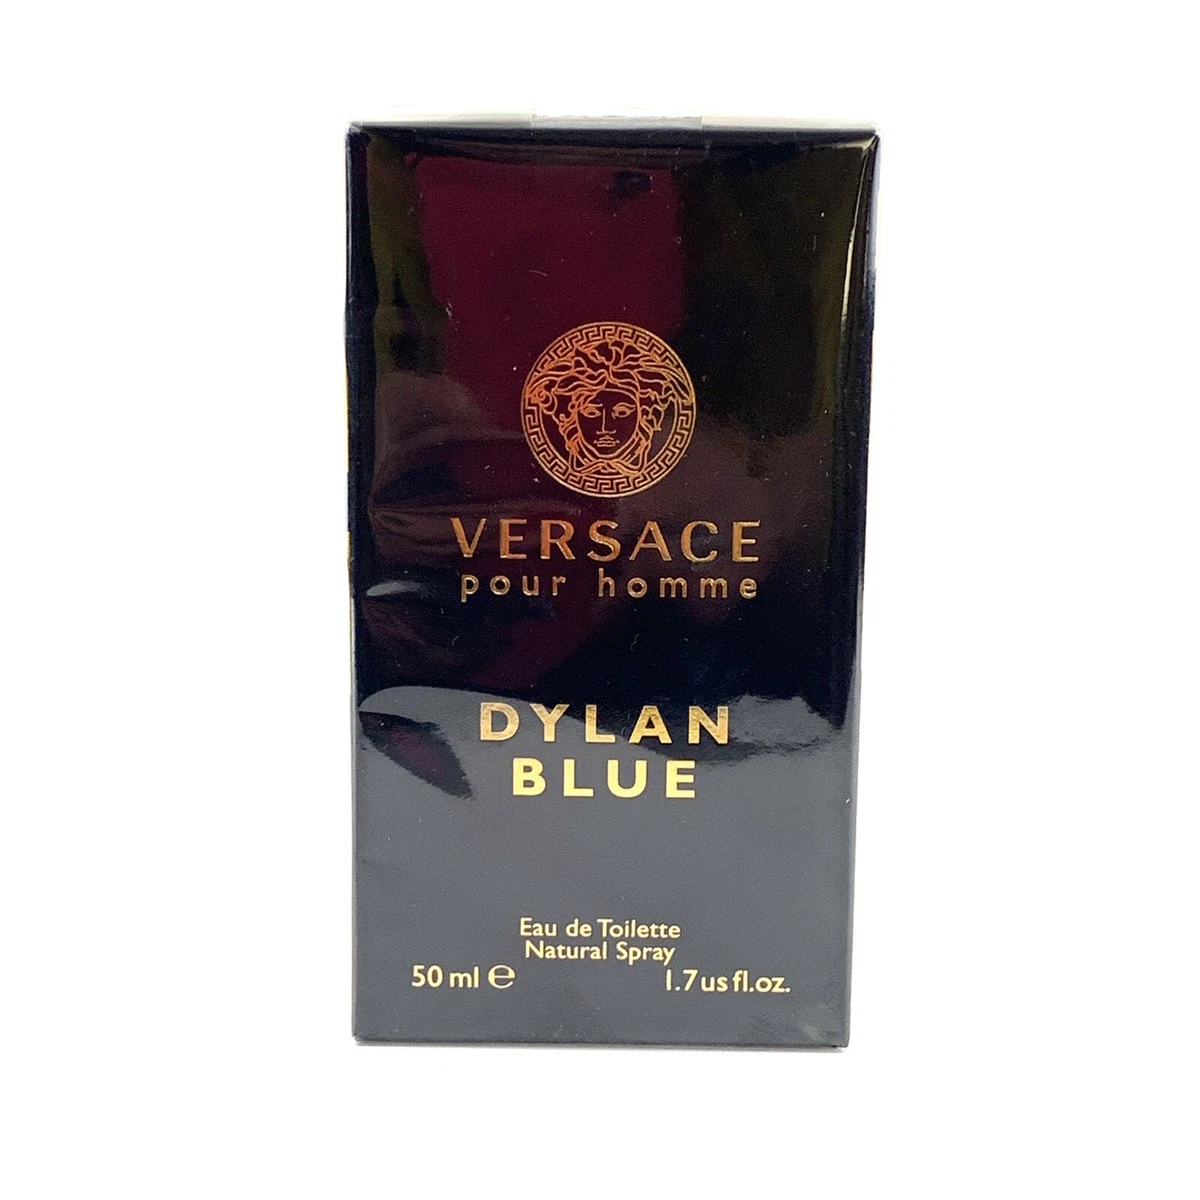 VERSACE
pour homme
DYLAN
BLUE
Eau de Toilette
Natural Spray
50 ml ℮ 1.7 us fl.oz.